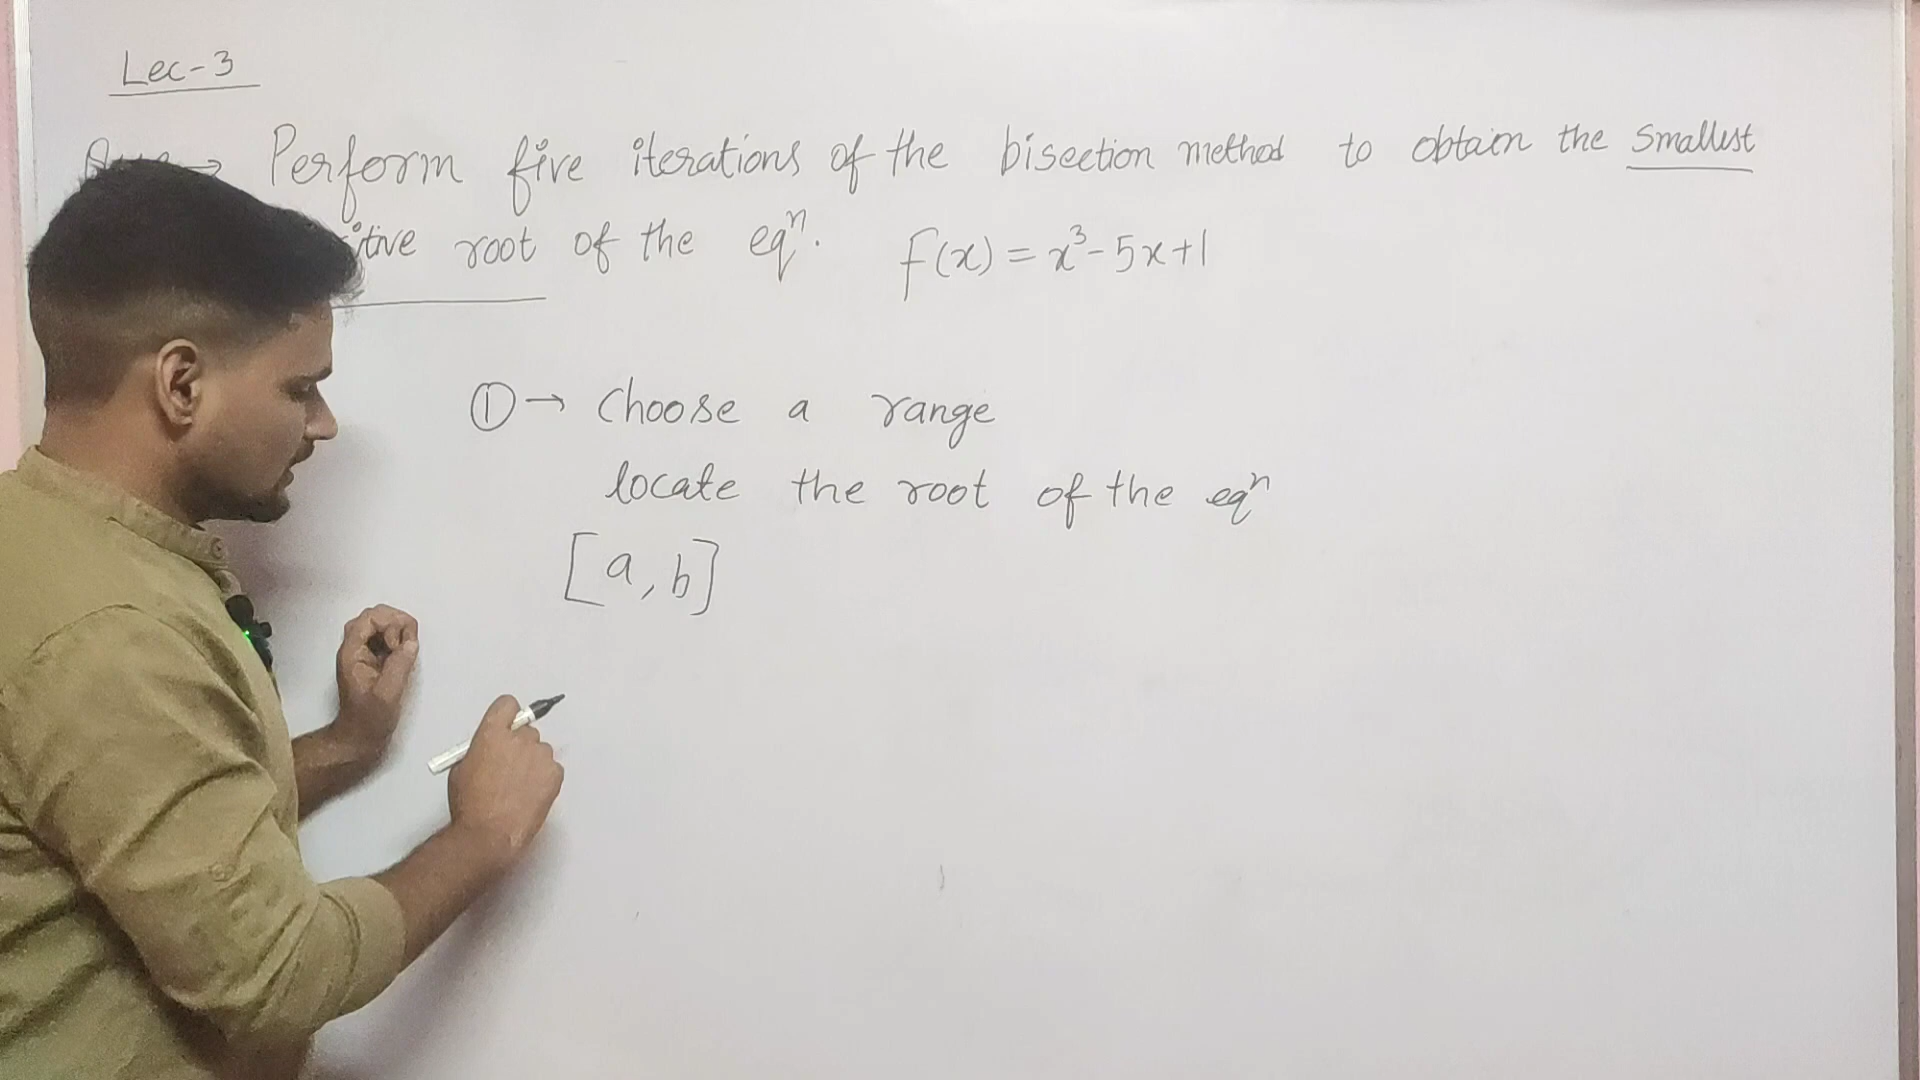 Lec-3
→ Perform five iterations of the bisection method to obtain the smallest
itive root of the eqⁿ. f(x) = x³-5x+1
① → Choose a range
locate the root of the eqⁿ
[a, b]